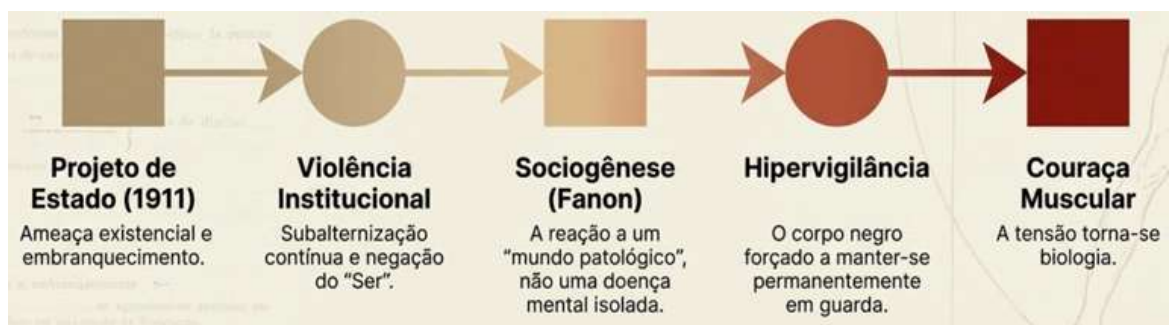 Projeto de
Estado (1911)
Ameaça existencial e
embranquecimento.
Violência
Institucional
Subalternização
contínua e negação
do “Ser”.
Sociogênese
(Fanon)
A reação a um
“mundo patológico”,
não uma doença
mental isolada.
Hipervigilância
O corpo negro
forçado a manter-se
permanentemente
em guarda.
Couraça
Muscular
A tensão torna-se
biologia.